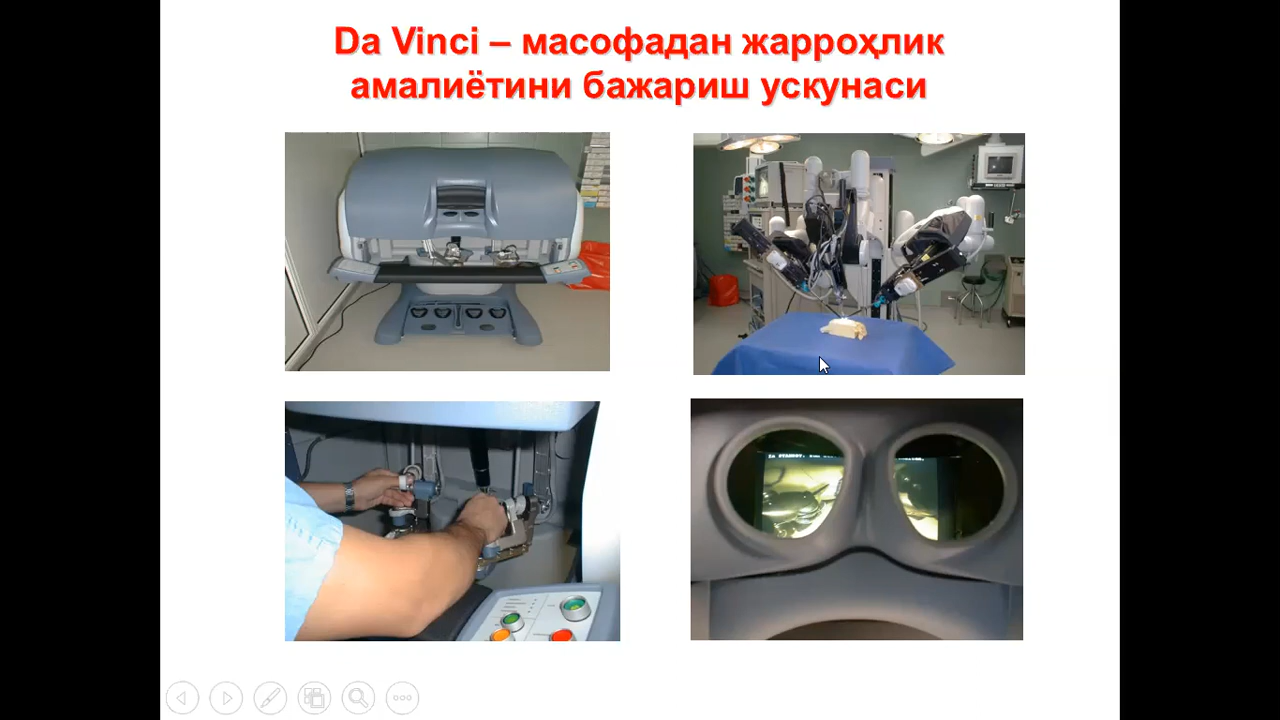 Da Vinci – масофадан жарроҳлик
амалиётини бажариш ускунаси